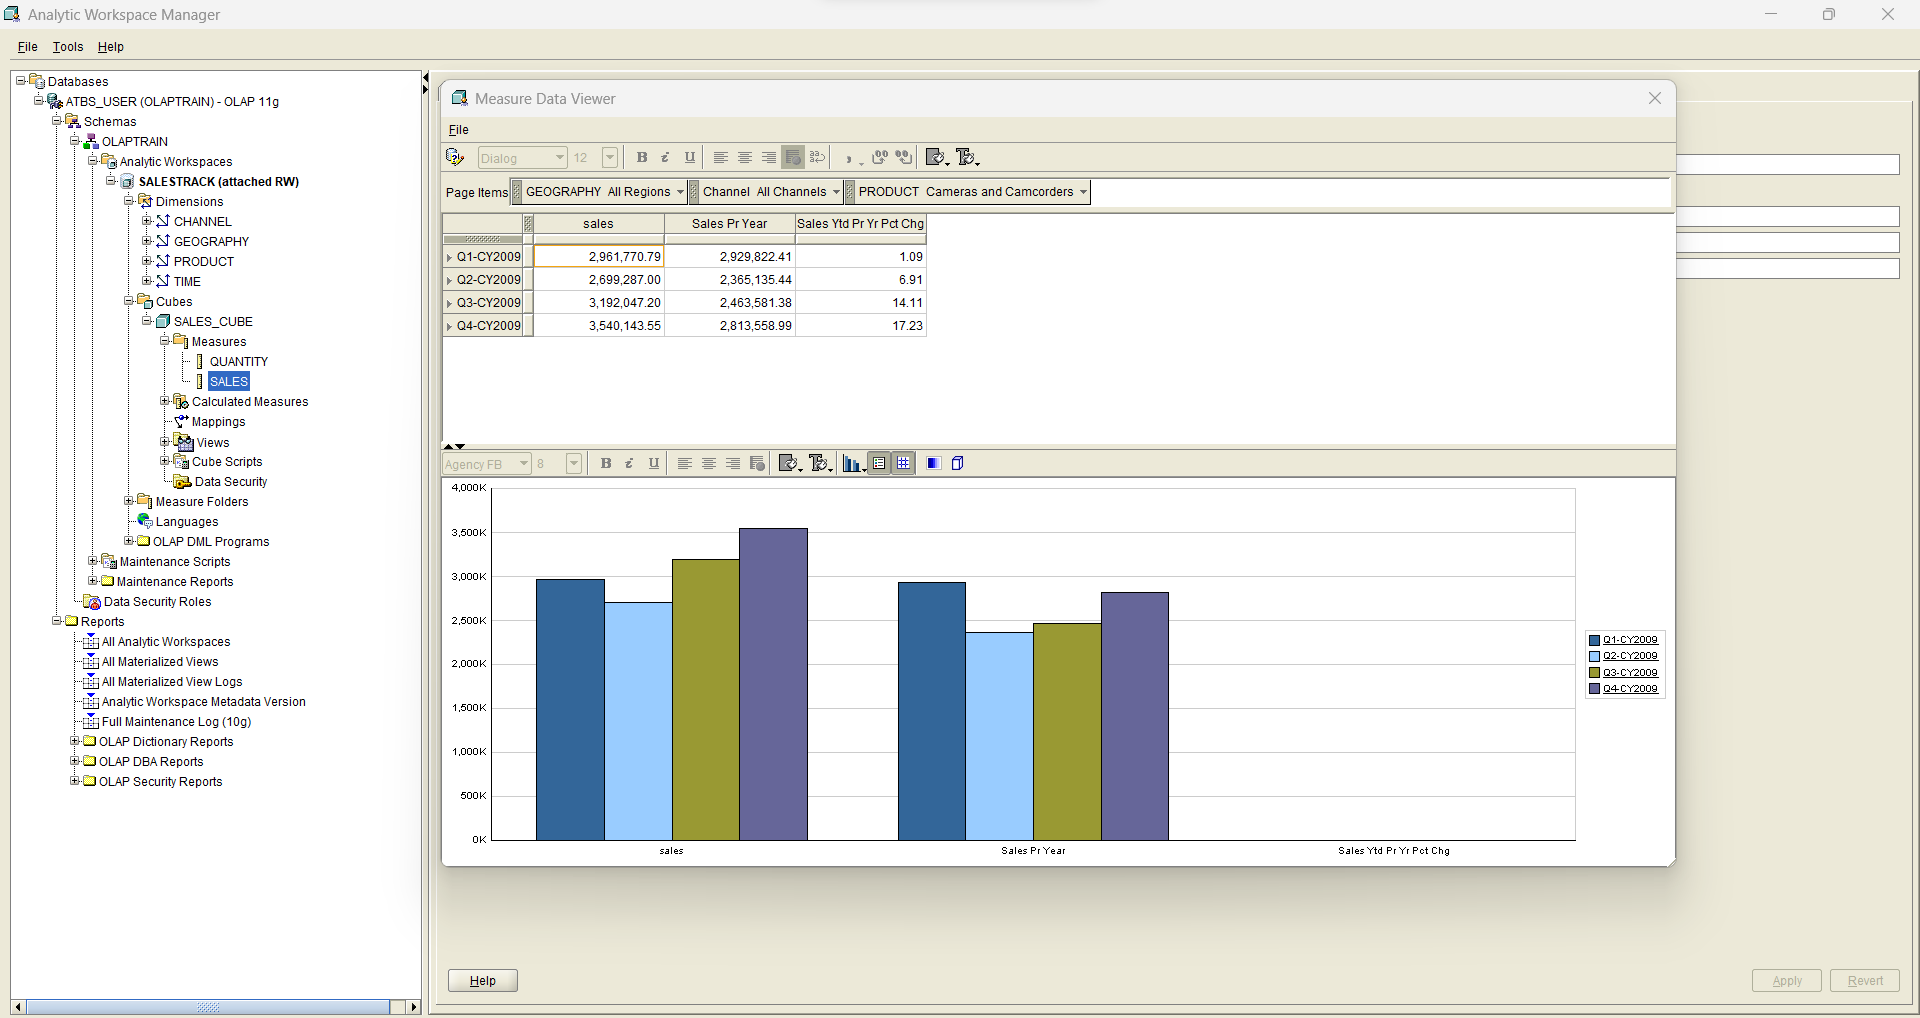 Analytic Workspace Manager
File Tools Help
Databases
ATBS_USER (OLAPTRAIN) - OLAP 11g
Schemas
OLAPTRAIN
Analytic Workspaces
SALESTRACK (attached RW)
Dimensions
CHANNEL
GEOGRAPHY
PRODUCT
TIME
Cubes
SALES_CUBE
Measures
QUANTITY
SALES
Calculated Measures
Mappings
Views
Cube Scripts
Data Security
Measure Folders
Languages
OLAP DML Programs
Maintenance Scripts
Maintenance Reports
Data Security Roles
Reports
All Analytic Workspaces
All Materialized Views
All Materialized View Logs
Analytic Workspace Metadata Version
Full Maintenance Log (10g)
OLAP Dictionary Reports
OLAP DBA Reports
OLAP Security Reports
Measure Data Viewer
File
Dialog 12 B i U
Page Items GEOGRAPHY All Regions Channel All Channels PRODUCT Cameras and Camcorders
sales Sales Pr Year Sales Ytd Pr Yr Pct Chg
Q1-CY2009 2,961,770.79 2,929,822.41 1.09
Q2-CY2009 2,699,287.00 2,365,135.44 6.91
Q3-CY2009 3,192,047.20 2,463,581.38 14.11
Q4-CY2009 3,540,143.55 2,813,558.99 17.23
Agency FB 8 B i U
4,000K
3,500K
3,000K
2,500K
2,000K
1,500K
1,000K
500K
0K
sales Sales Pr Year Sales Ytd Pr Yr Pct Chg
Q1-CY2009
Q2-CY2009
Q3-CY2009
Q4-CY2009
Help Apply Revert